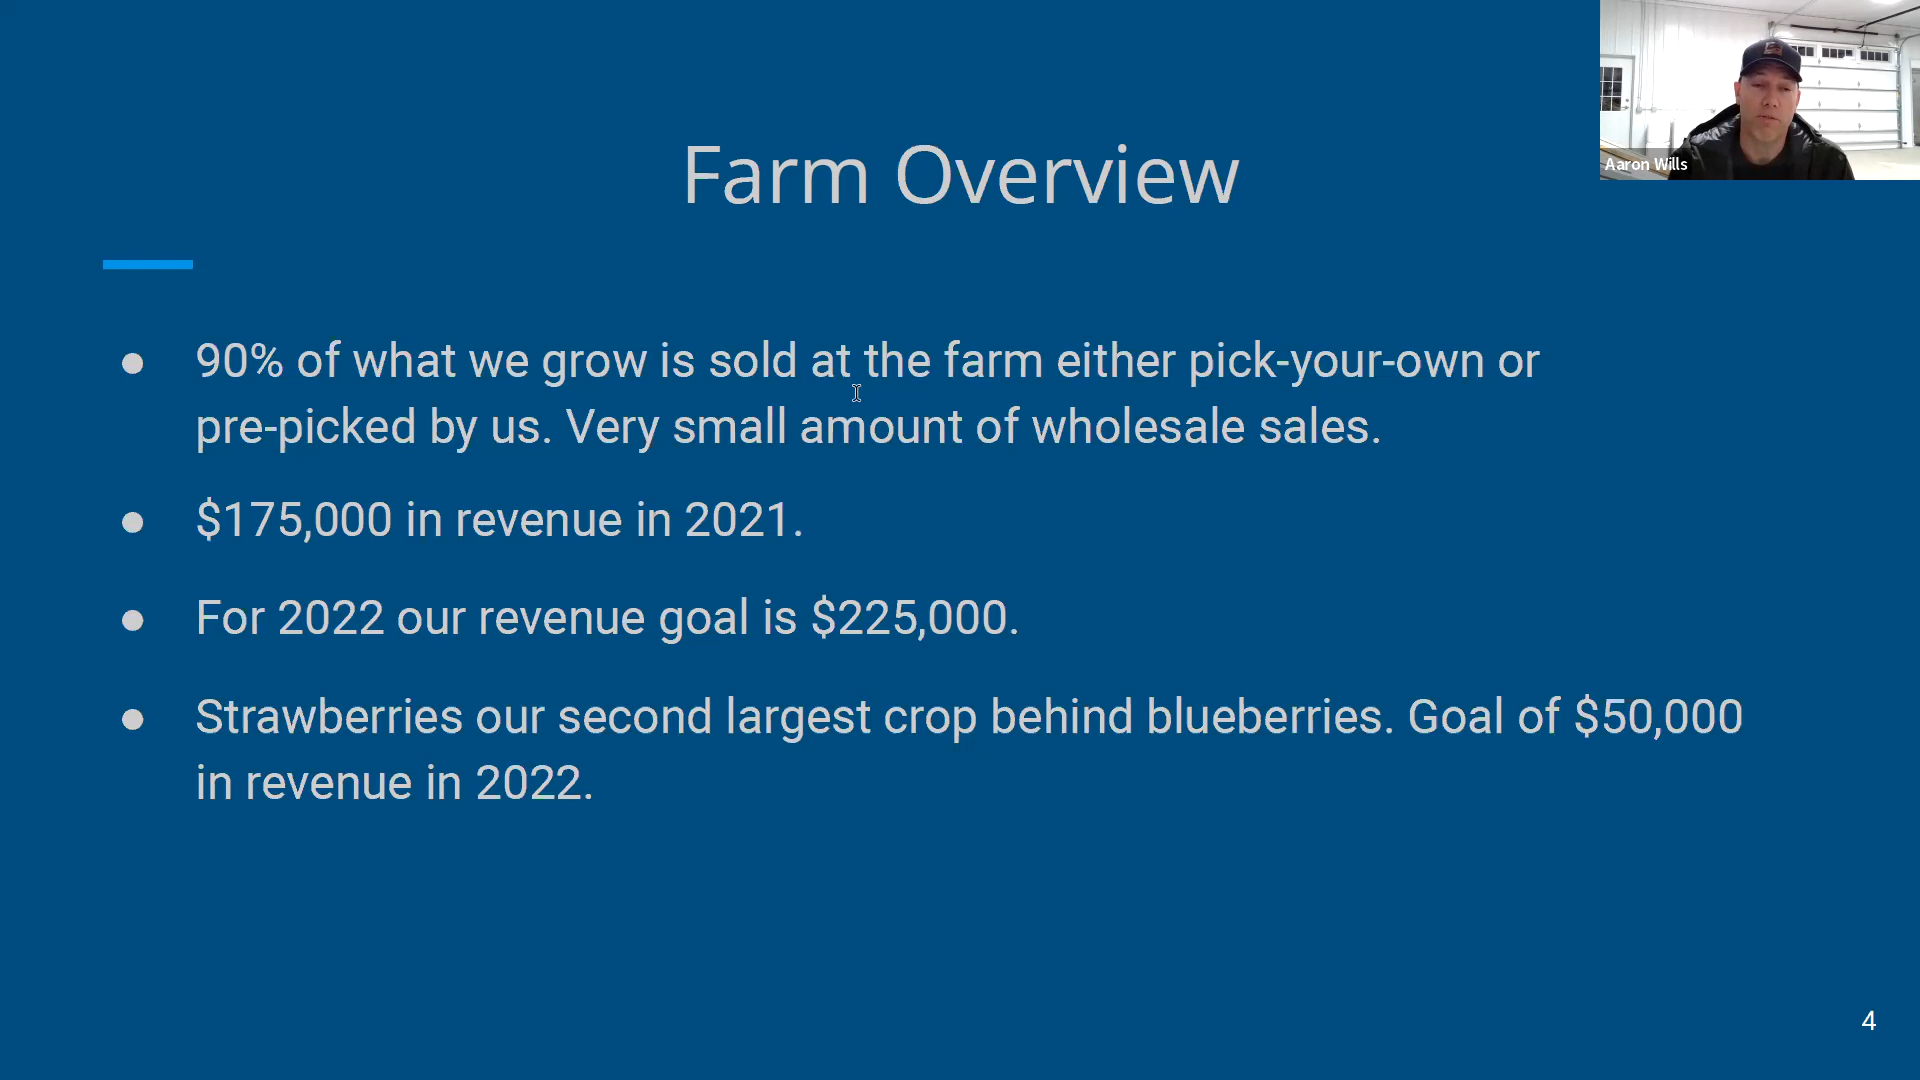 Farm Overview
Aaron Wills
● 90% of what we grow is sold at the farm either pick-your-own or
pre-picked by us. Very small amount of wholesale sales.
● $175,000 in revenue in 2021.
● For 2022 our revenue goal is $225,000.
● Strawberries our second largest crop behind blueberries. Goal of $50,000
in revenue in 2022.
4